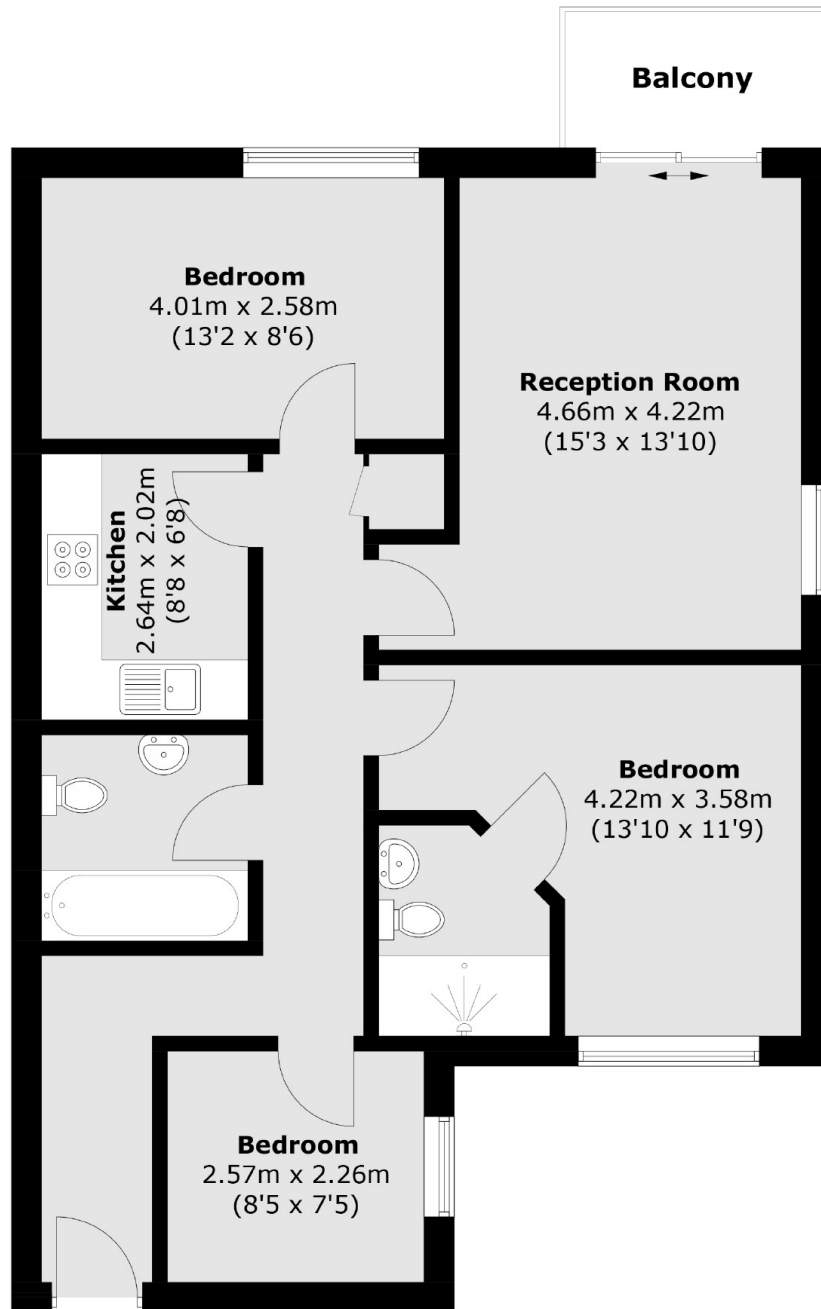 Balcony
Bedroom
4.01m x 2.58m
(13'2 x 8'6)
Reception Room
4.66m x 4.22m
(15'3 x 13'10)
Kitchen
2.64m x 2.02m
(8'8 x 6'8)
Bedroom
4.22m x 3.58m
(13'10 x 11'9)
Bedroom
2.57m x 2.26m
(8'5 x 7'5)